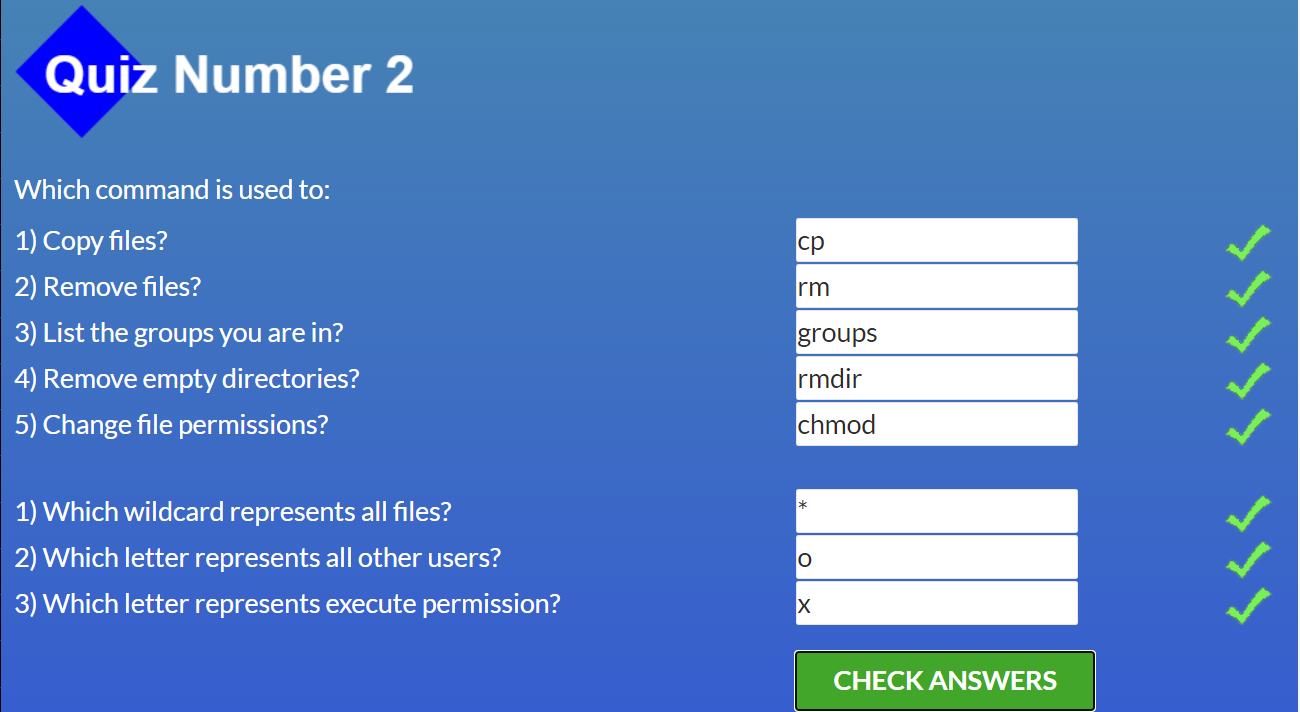 Quiz Number 2
Which command is used to:
1) Copy files? cp
2) Remove files? rm
3) List the groups you are in? groups
4) Remove empty directories? rmdir
5) Change file permissions? chmod
1) Which wildcard represents all files? *
2) Which letter represents all other users? o
3) Which letter represents execute permission? x
CHECK ANSWERS